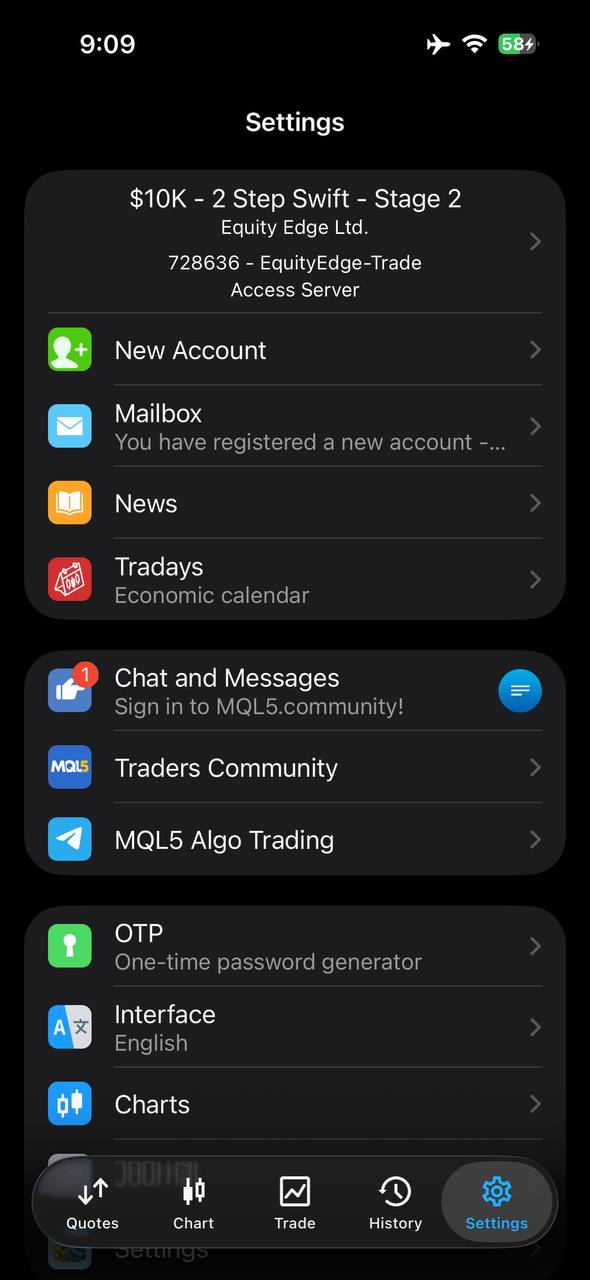 9:09
58
Settings
$10K - 2 Step Swift - Stage 2
Equity Edge Ltd.
728636 - EquityEdge-Trade
Access Server
New Account
Mailbox
You have registered a new account -...
News
Tradays
Economic calendar
1
Chat and Messages
Sign in to MQL5.community!
MQL5
Traders Community
MQL5 Algo Trading
OTP
One-time password generator
A 文
Interface
English
Charts
Quotes
Chart
Trade
History
Settings
Settings